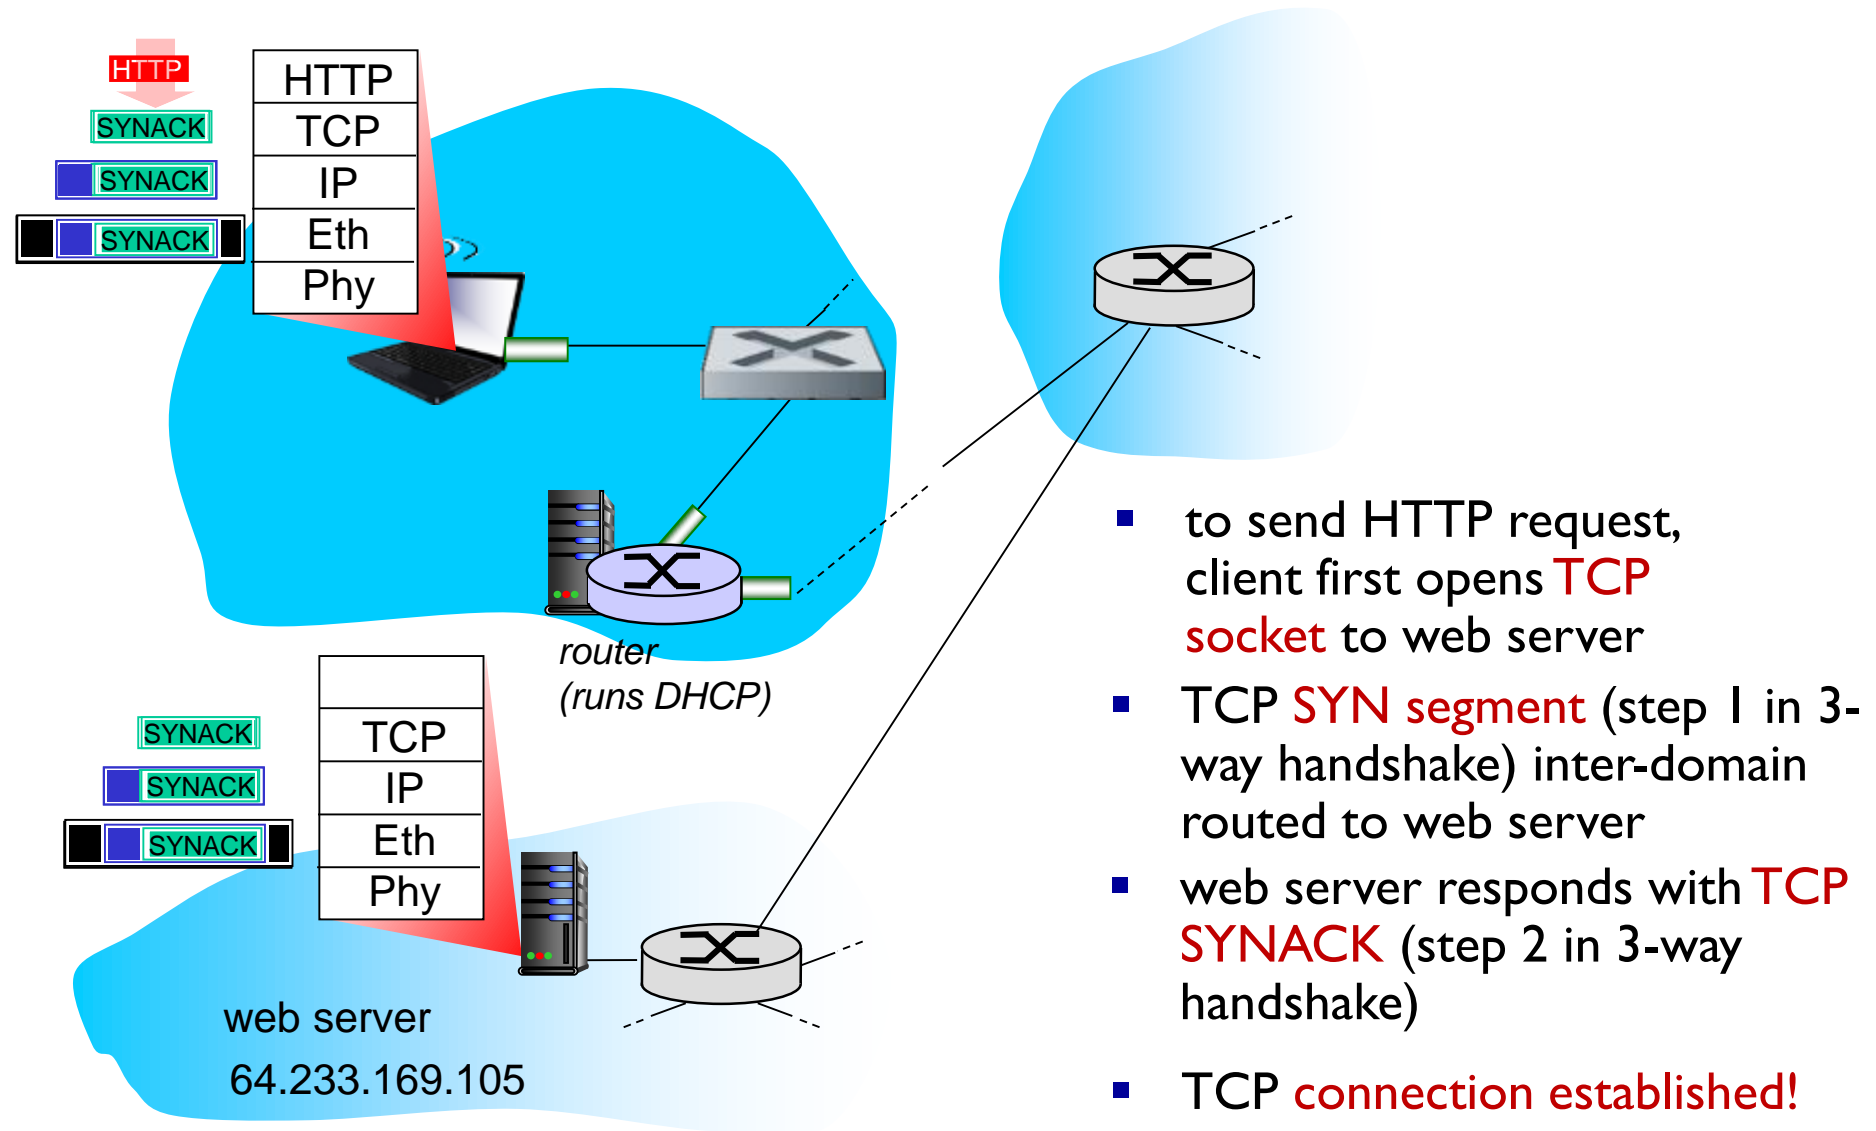 HTTP
SYNACK
SYNACK
SYNACK
HTTP
TCP
IP
Eth
Phy
router
(runs DHCP)
SYNACK
SYNACK
SYNACK
TCP
IP
Eth
Phy
web server
64.233.169.105
▪ to send HTTP request,
client first opens TCP
socket to web server
▪ TCP SYN segment (step 1 in 3-
way handshake) inter-domain
routed to web server
▪ web server responds with TCP
SYNACK (step 2 in 3-way
handshake)
▪ TCP connection established!